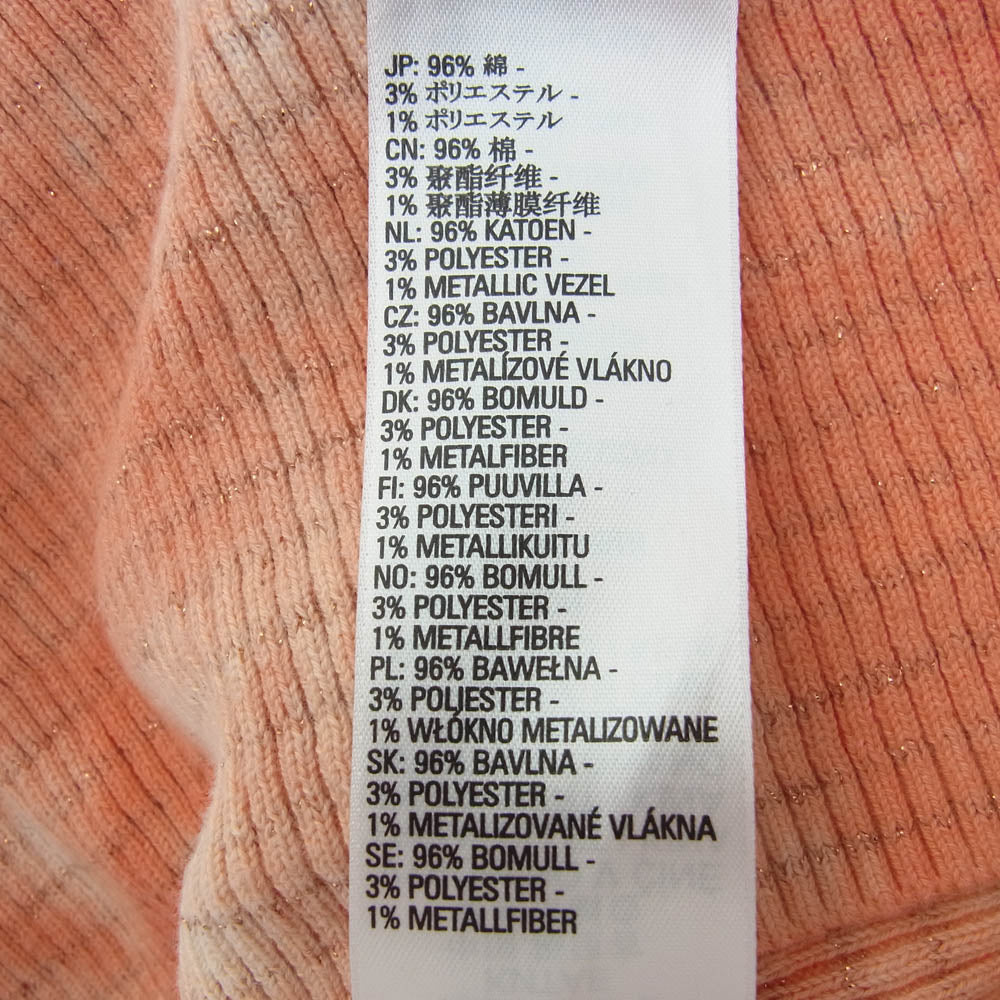 JP: 96% 綿 -
3% ポリエステル -
1% ポリエステル
CN: 96% 棉 -
3% 聚酯纤维 -
1% 聚酯薄膜纤维
NL: 96% KATOEN -
3% POLYESTER -
1% METALLIC VEZEL
CZ: 96% BAVLNA -
3% POLYESTER -
1% METALÍZOVÉ VLÁKNO
DK: 96% BOMULD -
3% POLYESTER -
1% METALFIBER
FI: 96% PUUVILLA -
3% POLYESTERI -
1% METALLIKUITU
NO: 96% BOMULL -
3% POLYESTER -
1% METALLFIBRE
PL: 96% BAWEŁNA -
3% POLIESTER -
1% WŁÓKNO METALIZOWANE
SK: 96% BAVLNA -
3% POLYESTER -
1% METALIZOVANÉ VLÁKNA
SE: 96% BOMULL -
3% POLYESTER -
1% METALLFIBER